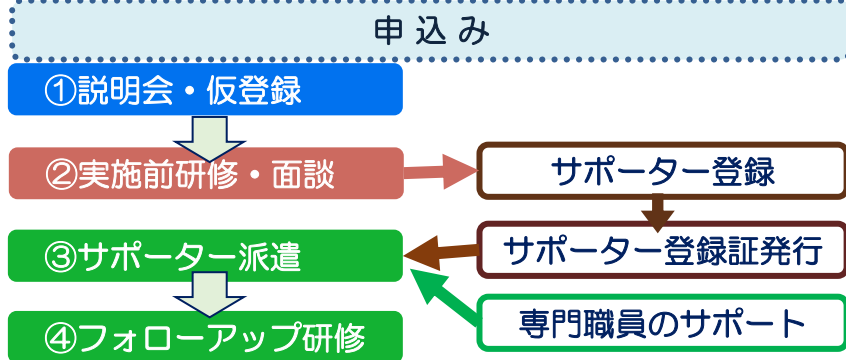 申 込 み
①説明会・仮登録
②実施前研修・面談
サポーター登録
サポーター登録証発行
③サポーター派遣
専門職員のサポート
④フォローアップ研修